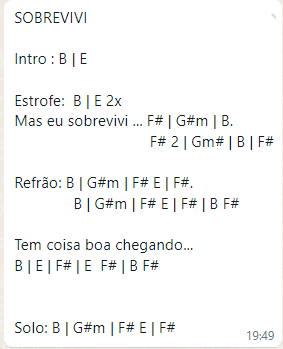 SOBREVIVI
Intro : B | E
Estrofe:  B | E 2x
Mas eu sobrevivi ... F# | G#m | B.
F# 2 | Gm# | B | F#
Refrão: B | G#m | F# E | F#.
B | G#m | F# E | F# | B F#
Tem coisa boa chegando...
B | E | F# | E  F# | B F#
Solo: B | G#m | F# E | F#
19:49